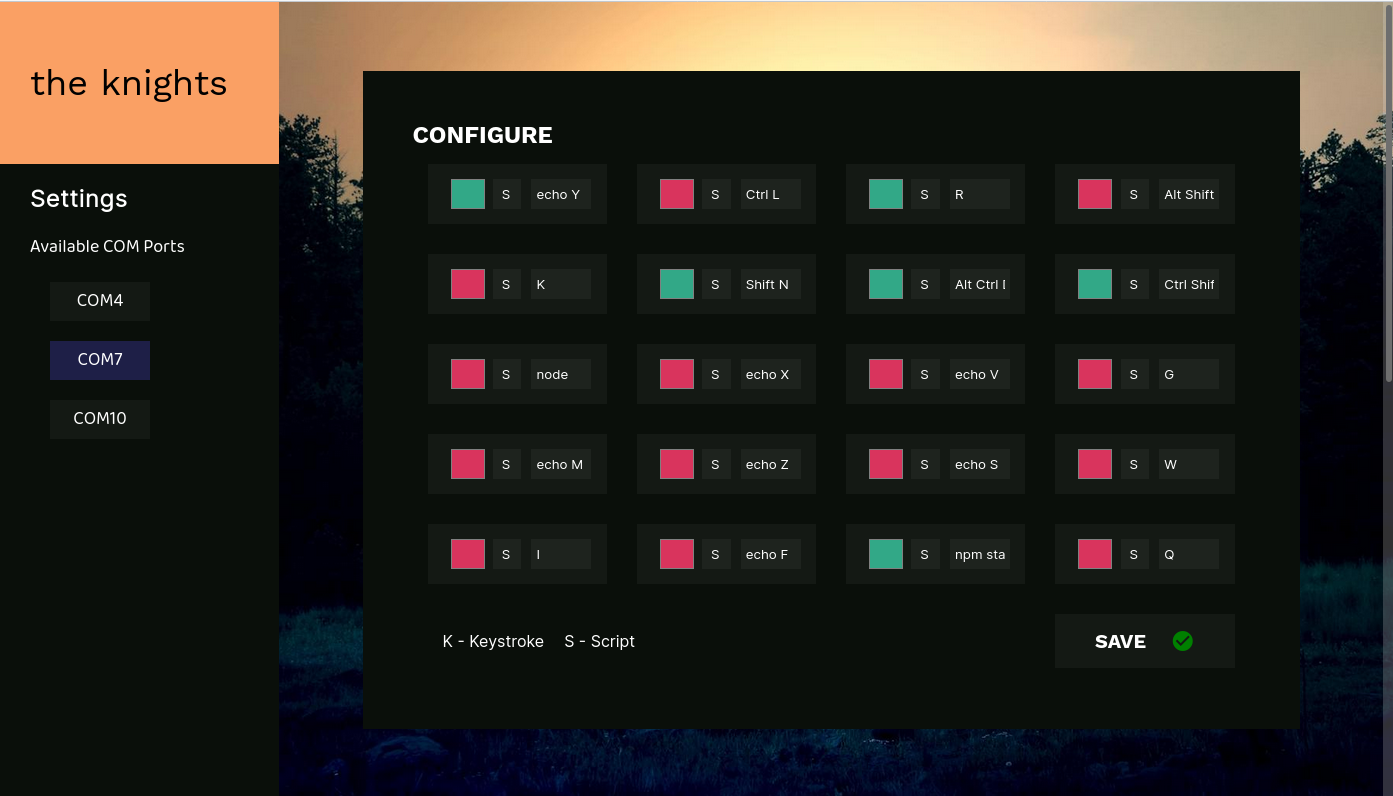 the knights
Settings
Available COM Ports
COM4
COM7
COM10
CONFIGURE
S echo Y S Ctrl L S R S Alt Shift
S K S Shift N S Alt Ctrl S Ctrl Shif
S node S echo X S echo V S G
S echo M S echo Z S echo S S W
S I S echo F S npm sta S Q
K - Keystroke S - Script
SAVE